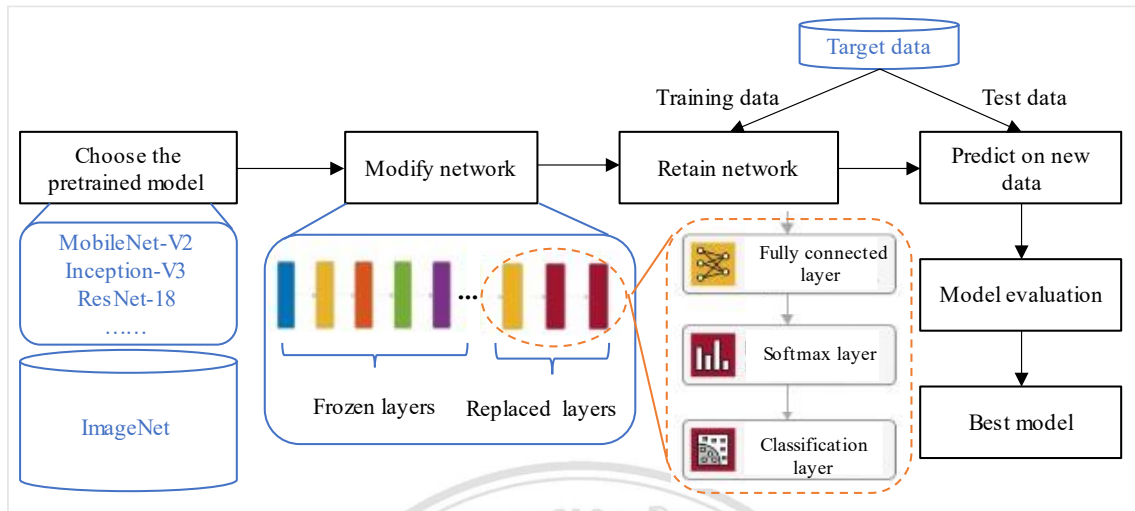 Target data
Training data
Test data
Choose the
pretrained model
Modify network
Retain network
Predict on new
data
MobileNet-V2
Inception-V3
ResNet-18
……
ImageNet
...
Frozen layers
Replaced layers
Fully connected
layer
Softmax layer
Classification
layer
Model evaluation
Best model